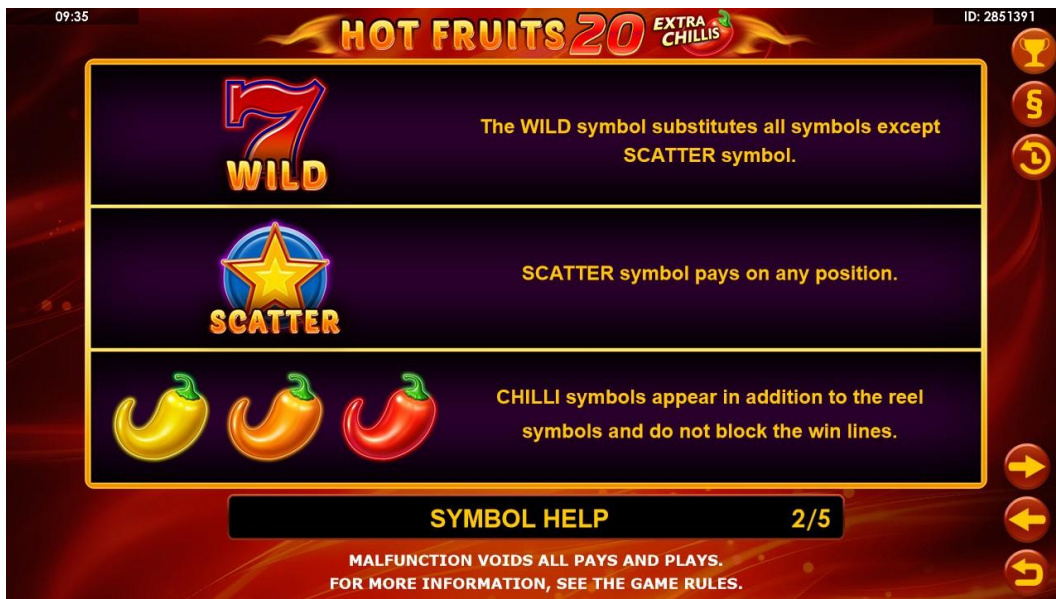 09:35
ID: 2851391
HOT FRUITS 20 EXTRA
CHILLIS
7
WILD
The WILD symbol substitutes all symbols except
SCATTER symbol.
SCATTER
SCATTER symbol pays on any position.
CHILLI symbols appear in addition to the reel
symbols and do not block the win lines.
SYMBOL HELP 2/5
MALFUNCTION VOIDS ALL PAYS AND PLAYS.
FOR MORE INFORMATION, SEE THE GAME RULES.
§